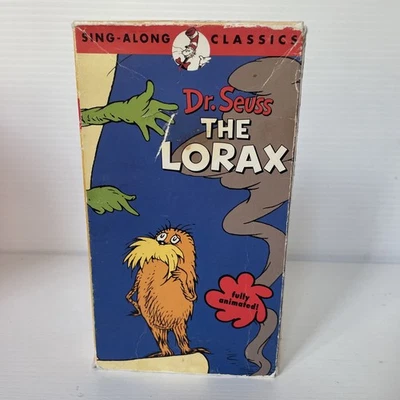 SING-ALONG CLASSICS
Dr. Seuss
THE
LORAX
fully
animated!